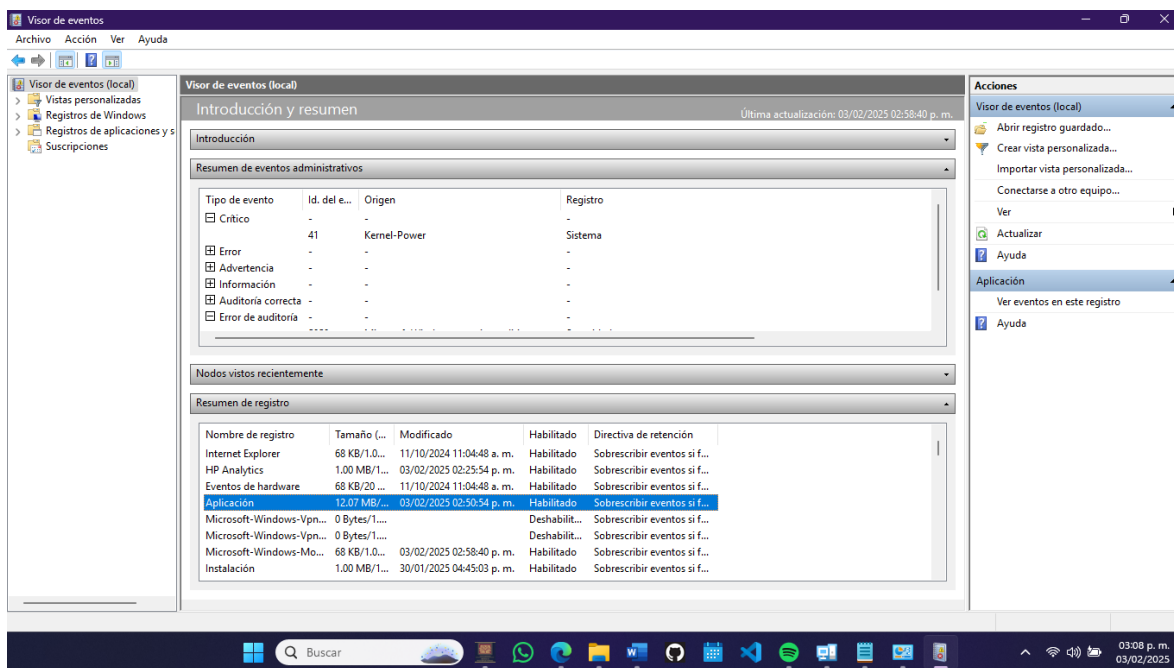 Visor de eventos
Archivo Acción Ver Ayuda
Visor de eventos (local)
Vistas personalizadas
Registros de Windows
Registros de aplicaciones y s
Suscripciones
Visor de eventos (local)
Introducción y resumen
Última actualización: 03/02/2025 02:58:40 p. m.
Introducción
Resumen de eventos administrativos
Tipo de evento Id. del e... Origen Registro
Crítico - - -
41 Kernel-Power Sistema
Error - - -
Advertencia - - -
Información - - -
Auditoría correcta - - -
Error de auditoría - - -
Nodos vistos recientemente
Resumen de registro
Nombre de registro Tamaño (... Modificado Habilitado Directiva de retención
Internet Explorer 68 KB/1.0... 11/10/2024 11:04:48 a. m. Habilitado Sobrescribir eventos si f...
HP Analytics 1.00 MB/1... 03/02/2025 02:25:54 p. m. Habilitado Sobrescribir eventos si f...
Eventos de hardware 68 KB/20 ... 11/10/2024 11:04:48 a. m. Habilitado Sobrescribir eventos si f...
Aplicación 12.07 MB/... 03/02/2025 02:50:54 p. m. Habilitado Sobrescribir eventos si f...
Microsoft-Windows-Vpn... 0 Bytes/1.... Deshabilit... Sobrescribir eventos si f...
Microsoft-Windows-Vpn... 0 Bytes/1.... Deshabilit... Sobrescribir eventos si f...
Microsoft-Windows-Mo... 68 KB/1.0... 03/02/2025 02:58:40 p. m. Habilitado Sobrescribir eventos si f...
Instalación 1.00 MB/1... 30/01/2025 04:45:03 p. m. Habilitado Sobrescribir eventos si f...
Acciones
Visor de eventos (local)
Abrir registro guardado...
Crear vista personalizada...
Importar vista personalizada...
Conectarse a otro equipo...
Ver
Actualizar
Ayuda
Aplicación
Ver eventos en este registro
Ayuda
Buscar
03:08 p. m.
03/02/2025